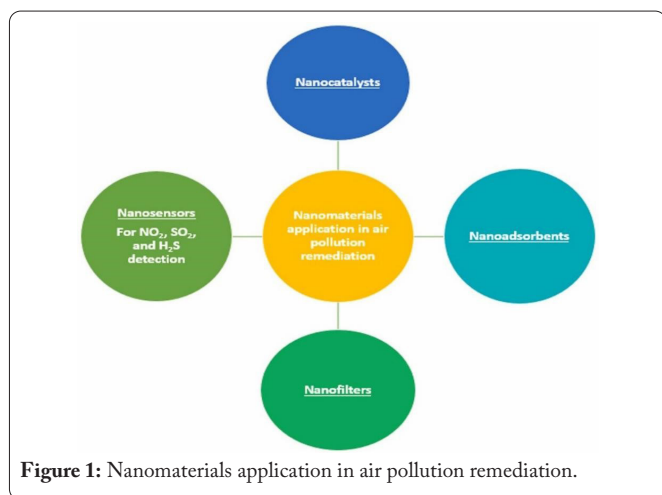 Nanocatalysts
Nanosensors
For NO₂, SO₂,
and H₂S
detection
Nanomaterials
application in air
pollution
remediation
Nanoadsorbents
Nanofilters
Figure 1: Nanomaterials application in air pollution remediation.